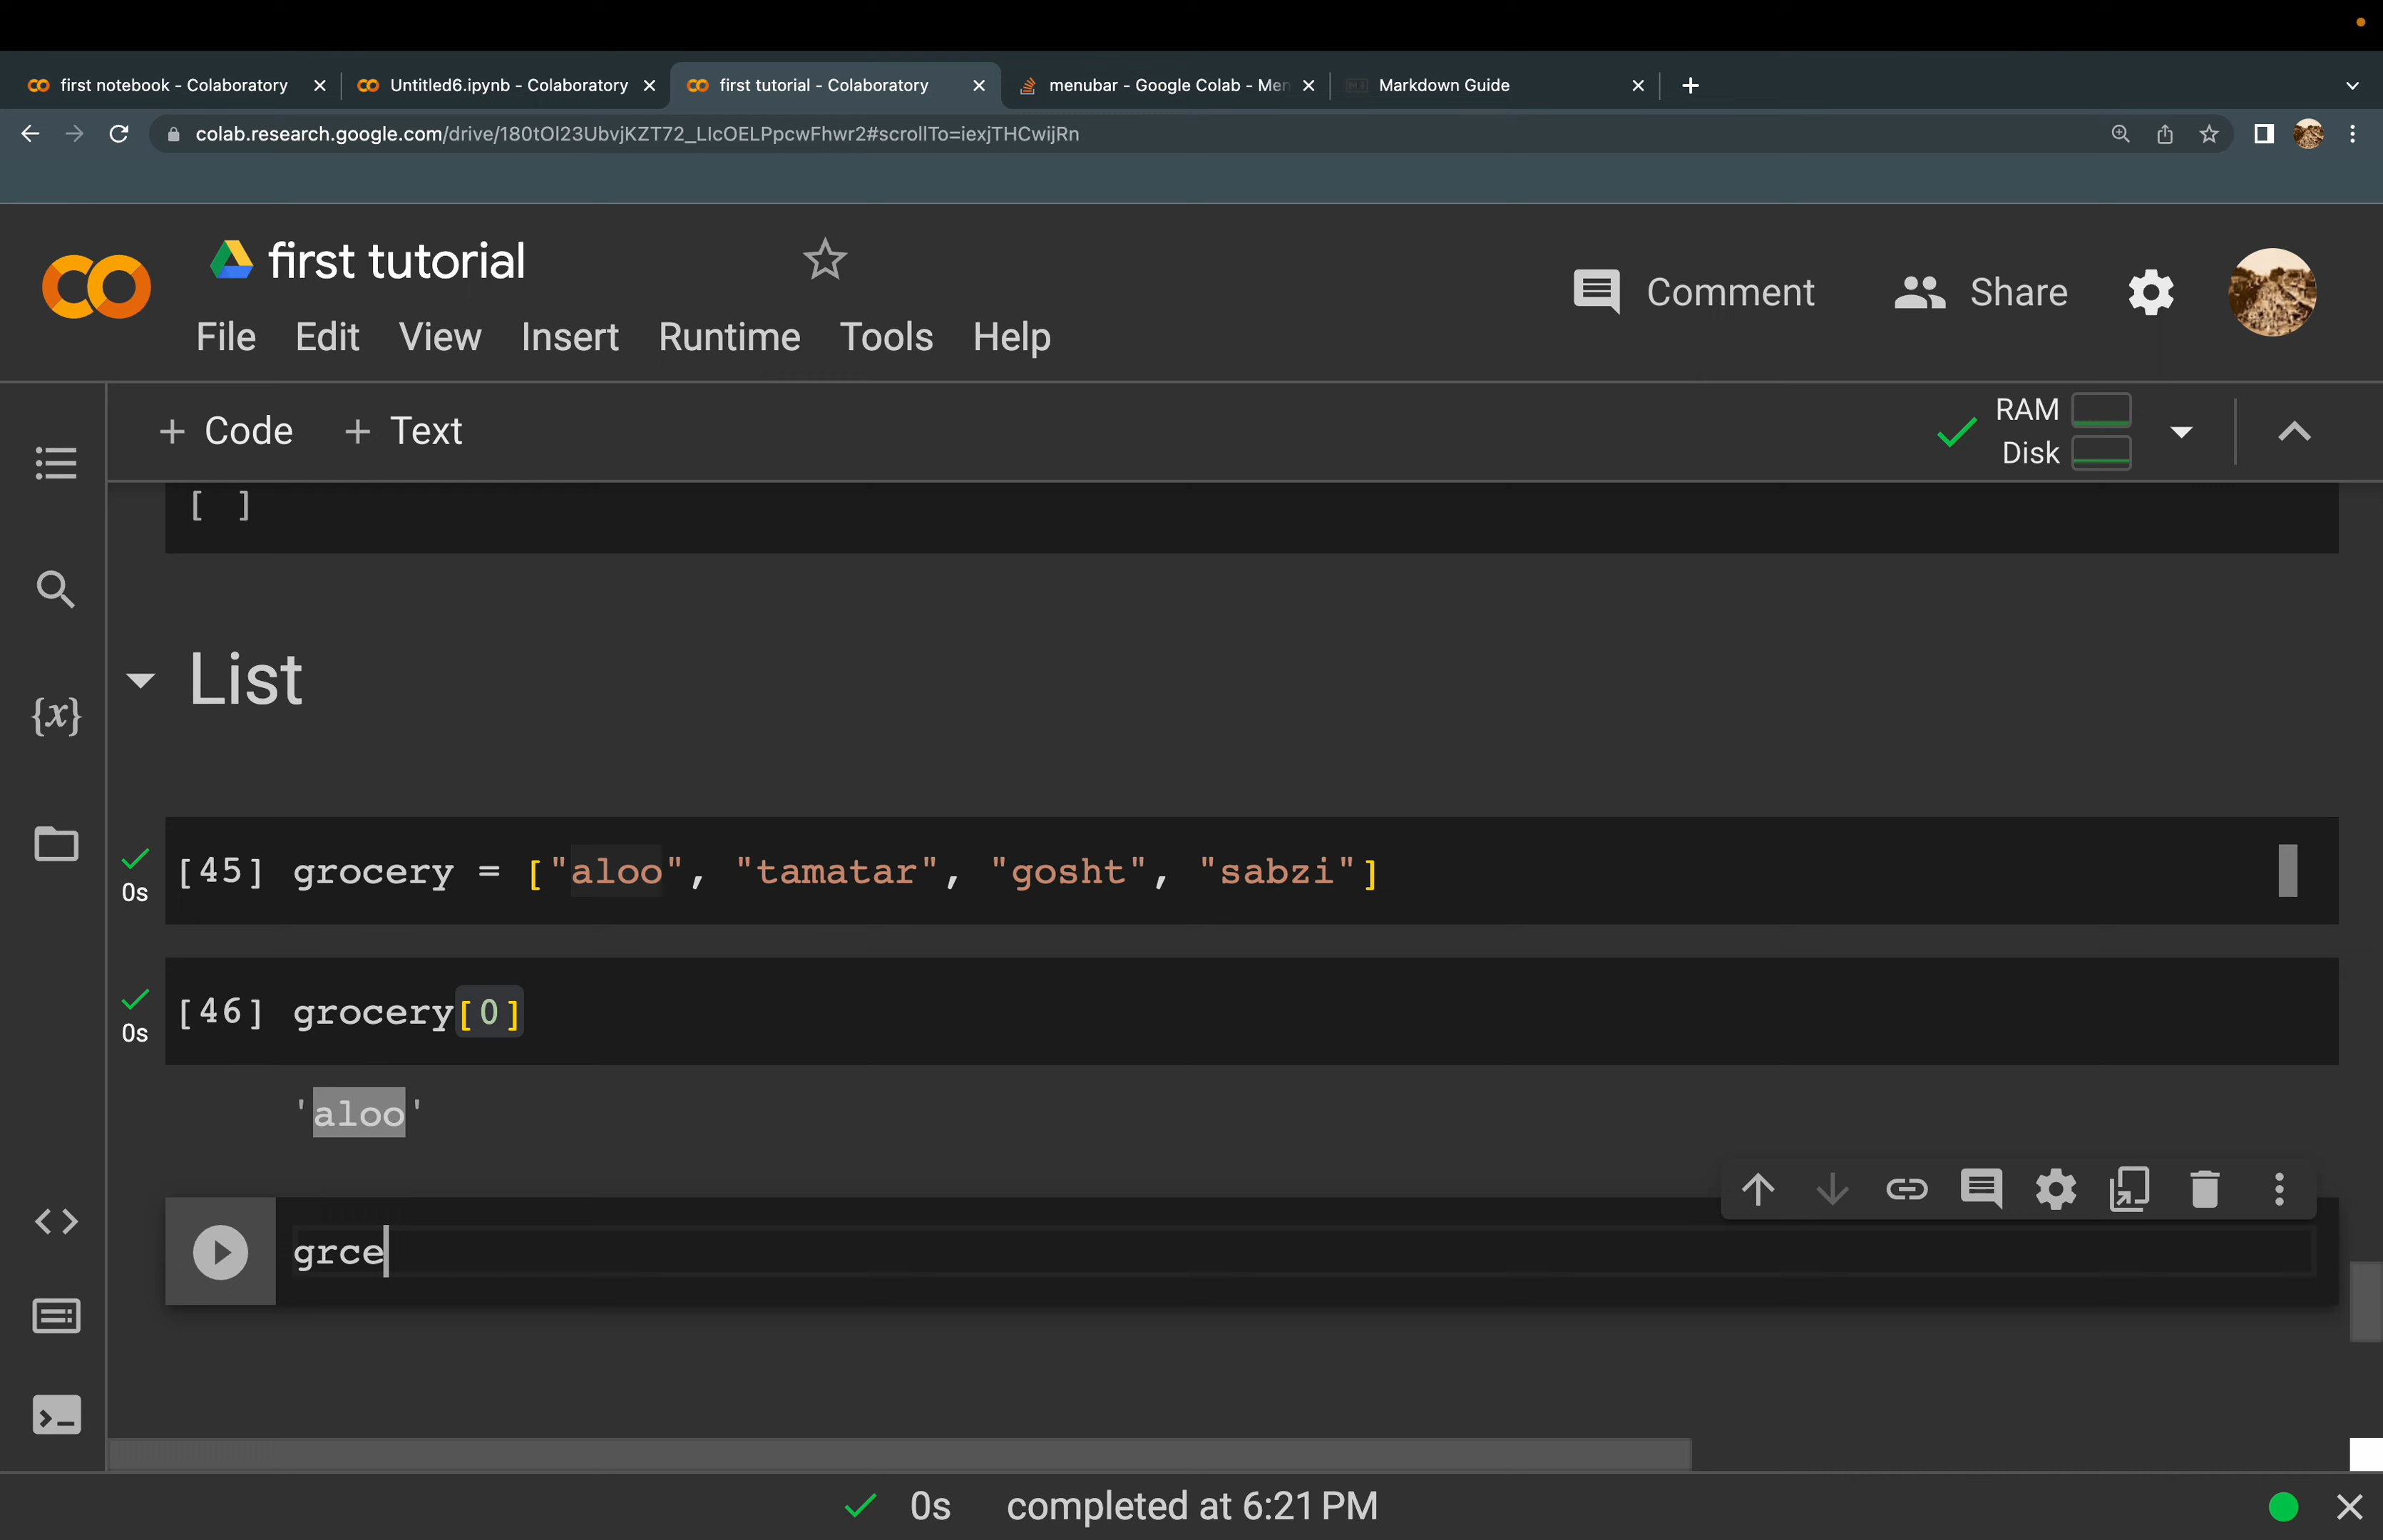 first notebook - Colaboratory
Untitled6.ipynb - Colaboratory
first tutorial - Colaboratory
menubar - Google Colab - Men
Markdown Guide
colab.research.google.com/drive/180tOl23UbvjKZT72_LIcOELPpcwFhwr2#scrollTo=iexjTHCwijRn
first tutorial
File Edit View Insert Runtime Tools Help
Comment
Share
+ Code + Text
RAM
Disk
[ ]
List
{x}
[45] grocery = ["aloo", "tamatar", "gosht", "sabzi"]
0s
[46] grocery[0]
0s
'aloo'
grce
0s completed at 6:21 PM